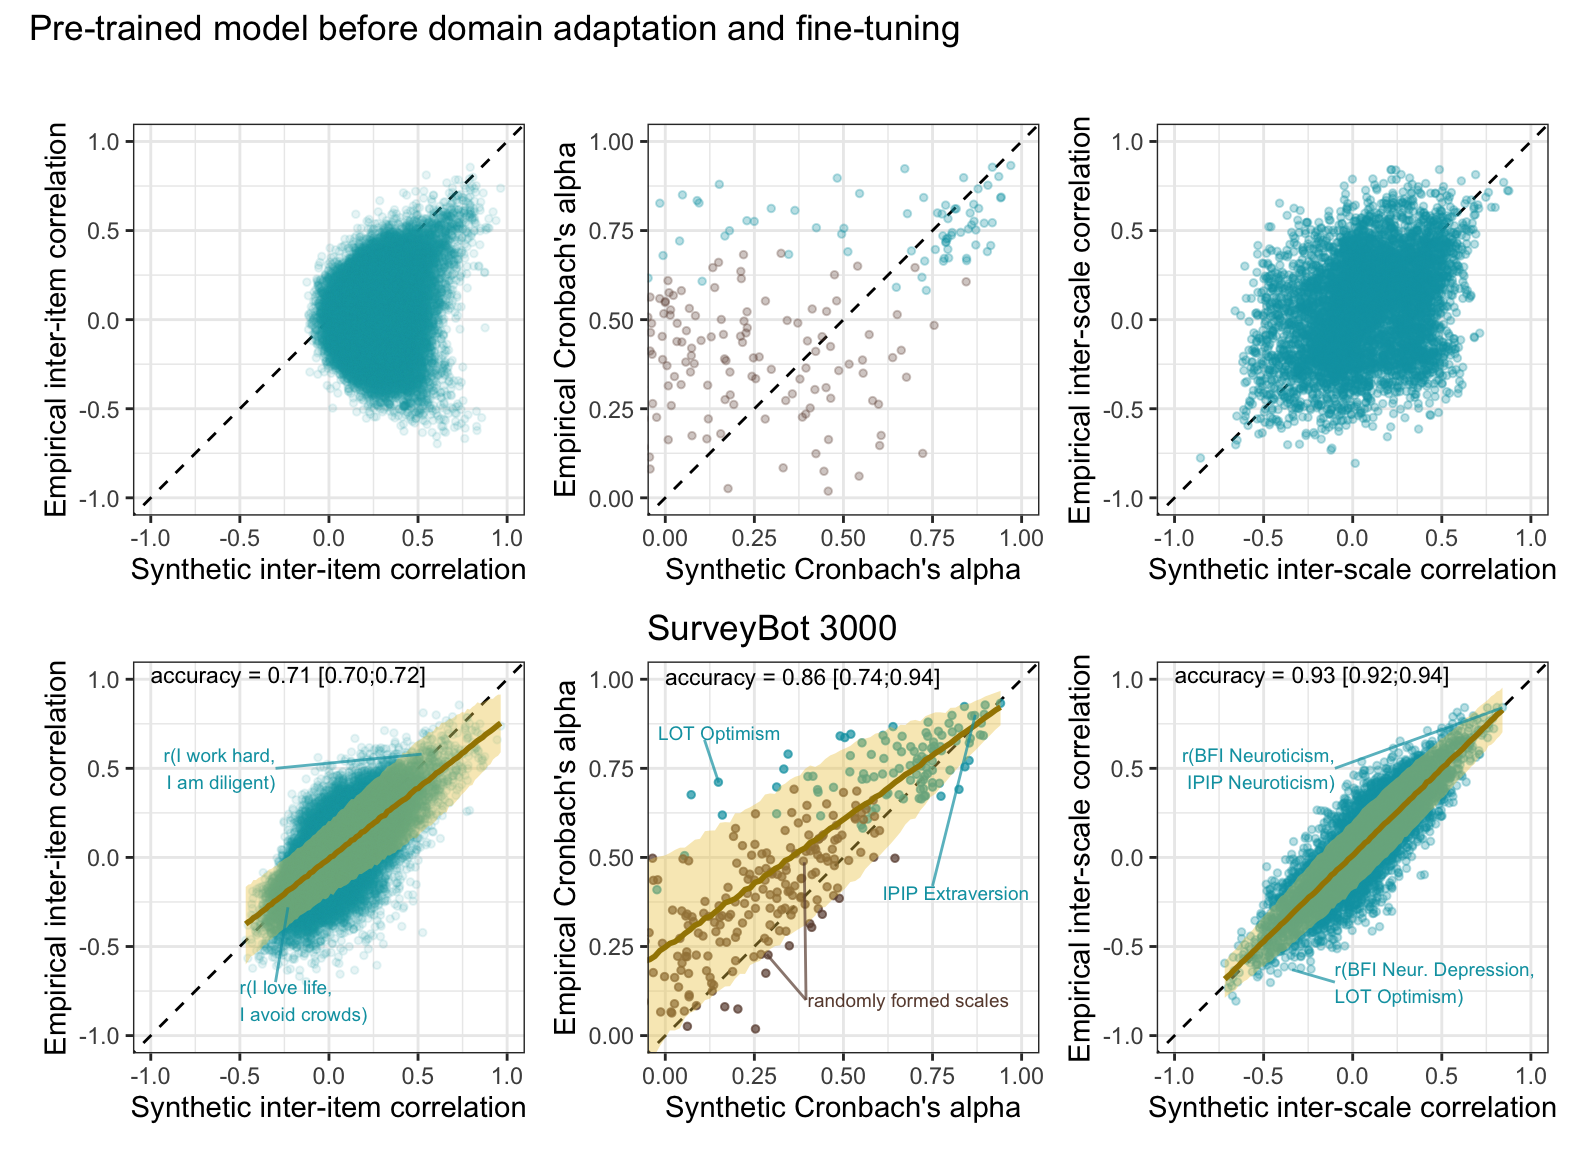 Pre-trained model before domain adaptation and fine-tuning
Empirical inter-item correlation
1.0
0.5
0.0
-0.5
-1.0
-1.0 -0.5 0.0 0.5 1.0
Synthetic inter-item correlation
Empirical Cronbach's alpha
1.00
0.75
0.50
0.25
0.00
0.00 0.25 0.50 0.75 1.00
Synthetic Cronbach's alpha
Empirical inter-scale correlation
1.0
0.5
0.0
-0.5
-1.0
-1.0 -0.5 0.0 0.5 1.0
Synthetic inter-scale correlation
SurveyBot 3000
Empirical inter-item correlation
1.0
0.5
0.0
-0.5
-1.0
accuracy = 0.71 [0.70;0.72]
r(I work hard,
I am diligent)
r(I love life,
I avoid crowds)
-1.0 -0.5 0.0 0.5 1.0
Synthetic inter-item correlation
Empirical Cronbach's alpha
1.00
0.75
0.50
0.25
0.00
accuracy = 0.86 [0.74;0.94]
LOT Optimism
IPIP Extraversion
randomly formed scales
0.00 0.25 0.50 0.75 1.00
Synthetic Cronbach's alpha
Empirical inter-scale correlation
1.0
0.5
0.0
-0.5
-1.0
accuracy = 0.93 [0.92;0.94]
r(BFI Neuroticism,
IPIP Neuroticism)
r(BFI Neur. Depression,
LOT Optimism)
-1.0 -0.5 0.0 0.5 1.0
Synthetic inter-scale correlation